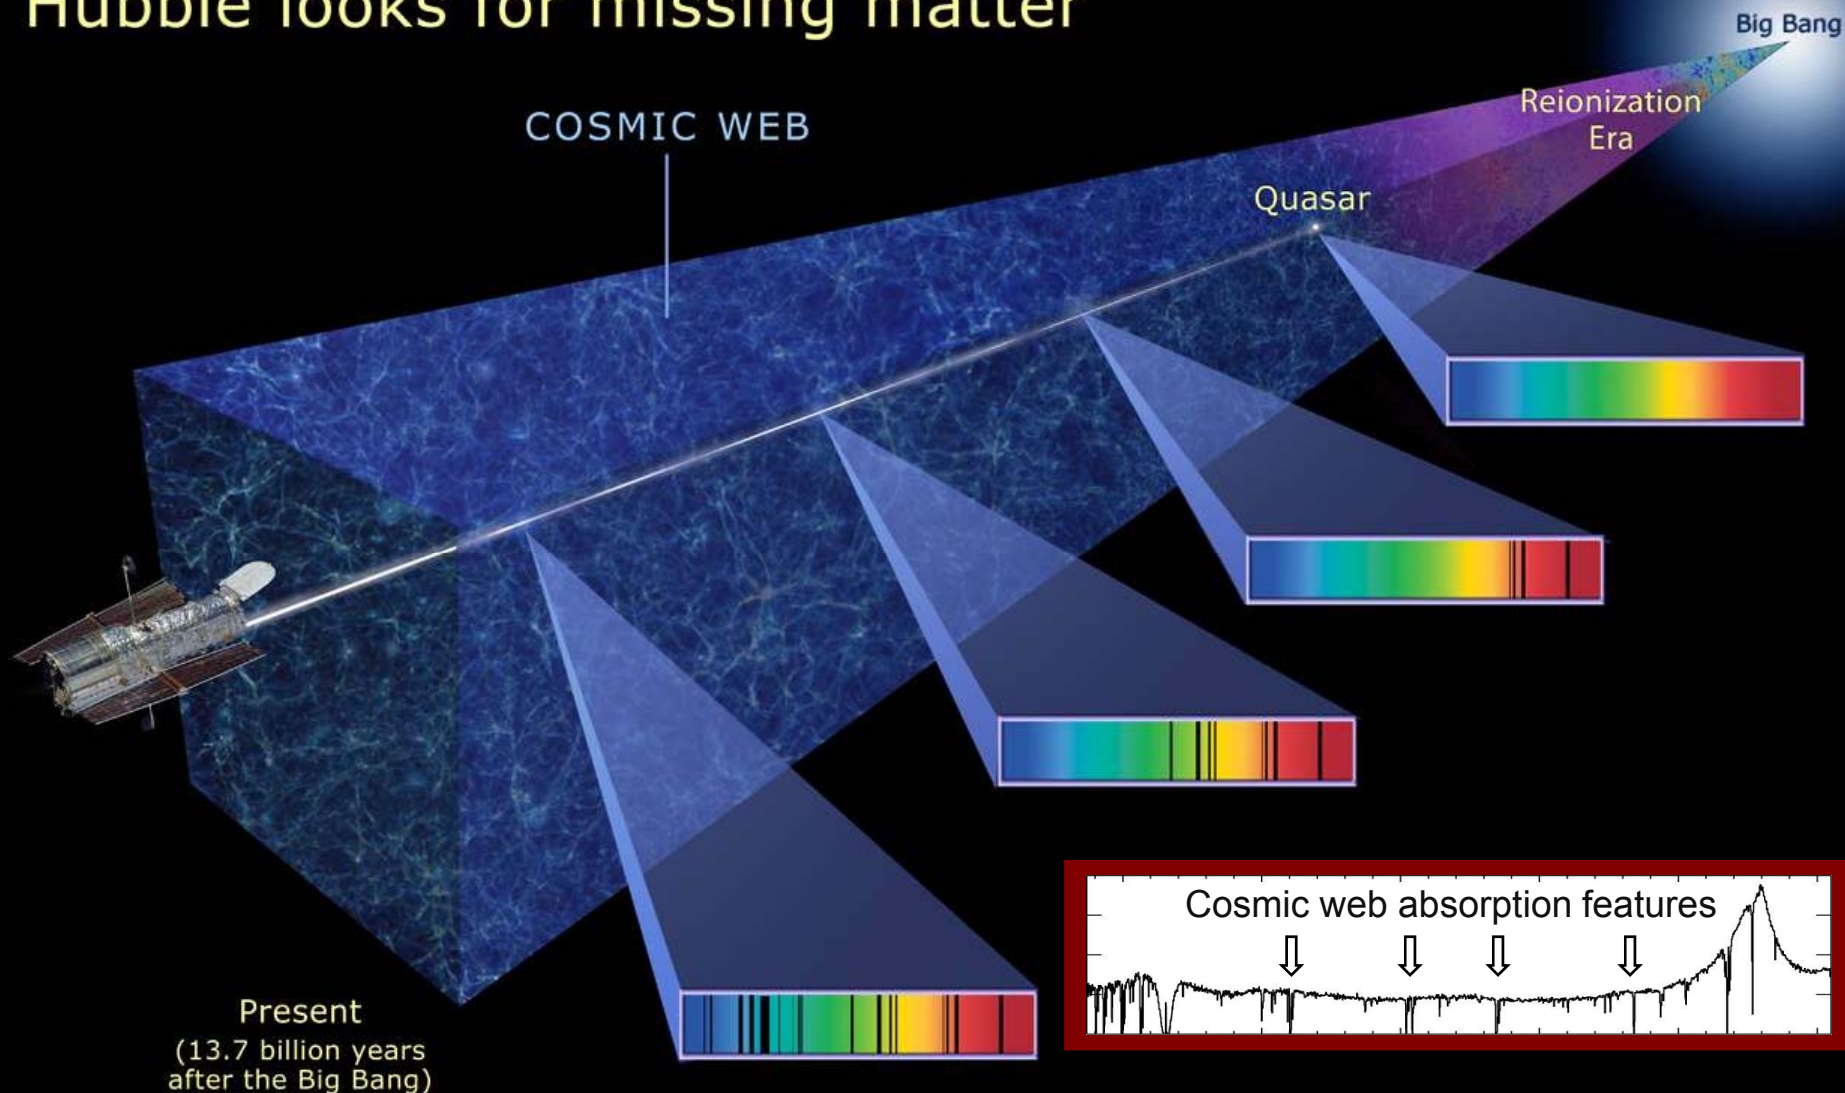 Hubble looks for missing matter
Big Bang
Reionization
Era
COSMIC WEB
Quasar
Cosmic web absorption features
Present
(13.7 billion years
after the Big Bang)